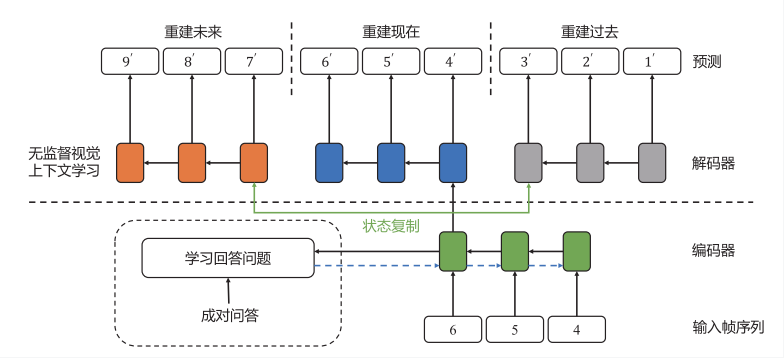 重建未来
重建现在
重建过去
9′ 8′ 7′ 6′ 5′ 4′ 3′ 2′ 1′
预测
无监督视觉
上下文学习
解码器
状态复制
学习回答问题
编码器
成对问答
6 5 4
输入帧序列